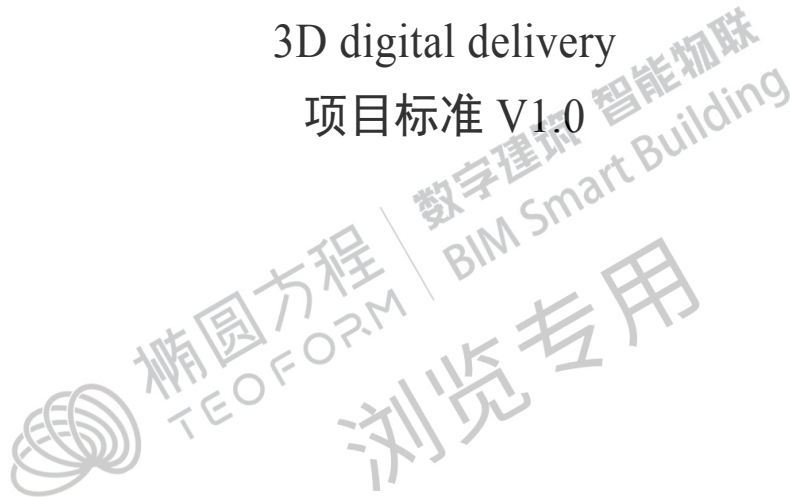 3D digital delivery
项目标准 V1.0
数字建筑 智能物联
BIM Smart Building
椭圆方程
TEOFORM
浏览专用